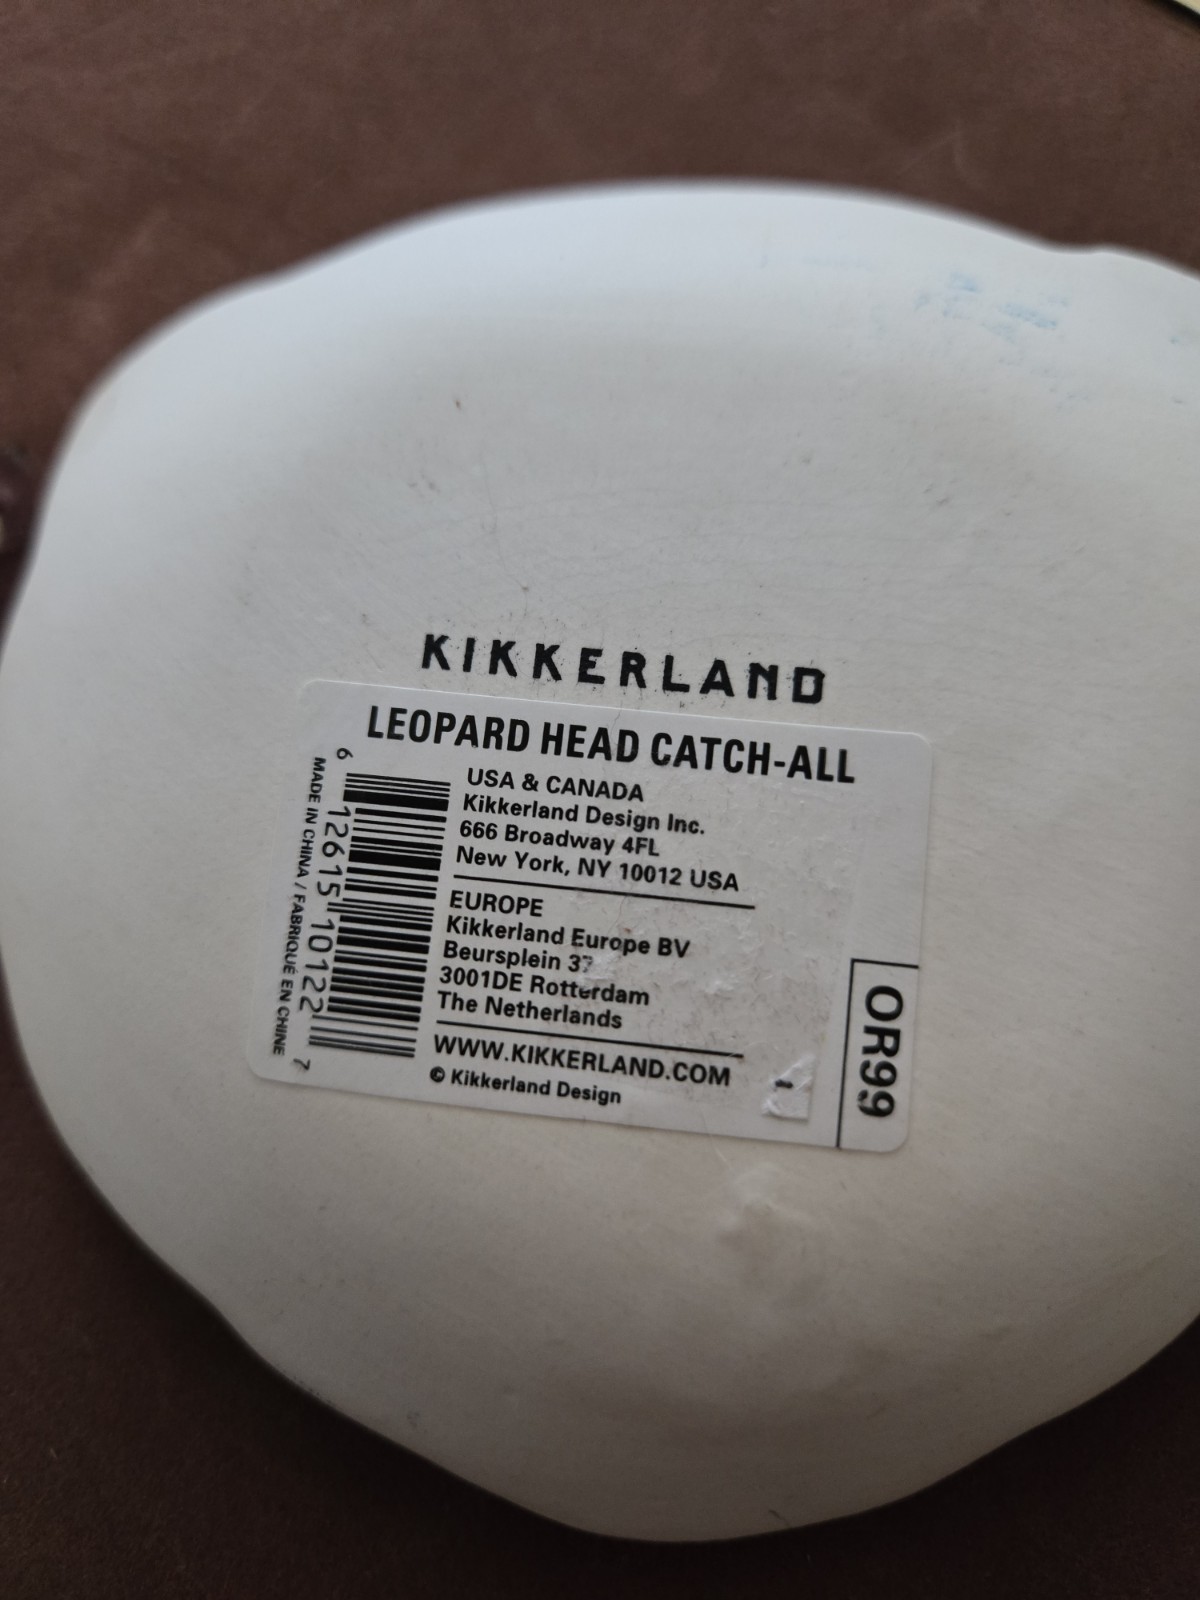 KIKKERLAND
LEOPARD HEAD CATCH-ALL
USA & CANADA
Kikkerland Design Inc.
666 Broadway 4FL
New York, NY 10012 USA
EUROPE
Kikkerland Europe BV
Beursplein 37
3001DE Rotterdam
The Netherlands
WWW.KIKKERLAND.COM
© Kikkerland Design
6 12615 10122 7
MADE IN CHINA / FABRIQUÉ EN CHINE
OR99